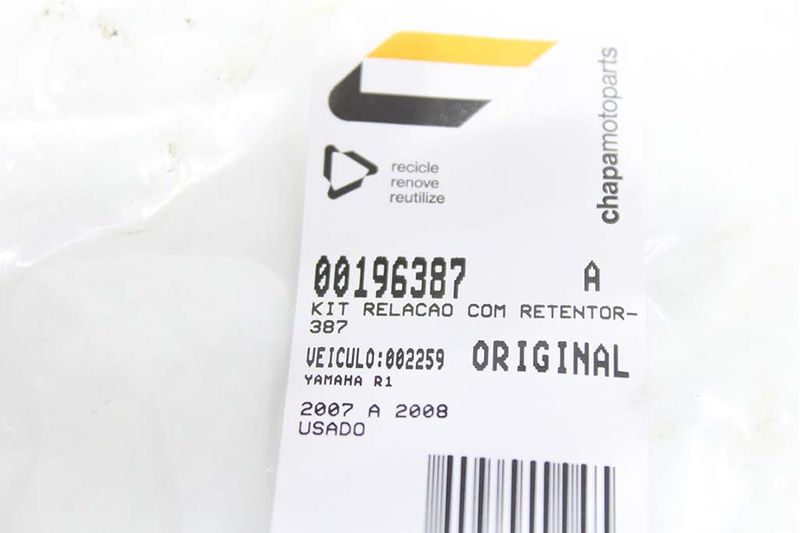 chapamotoparts
recicle
renove
reutilize
00196387 A
KIT RELACAO COM RETENTOR-
387
VEICULO:002259 ORIGINAL
YAMAHA R1
2007 A 2008
USADO